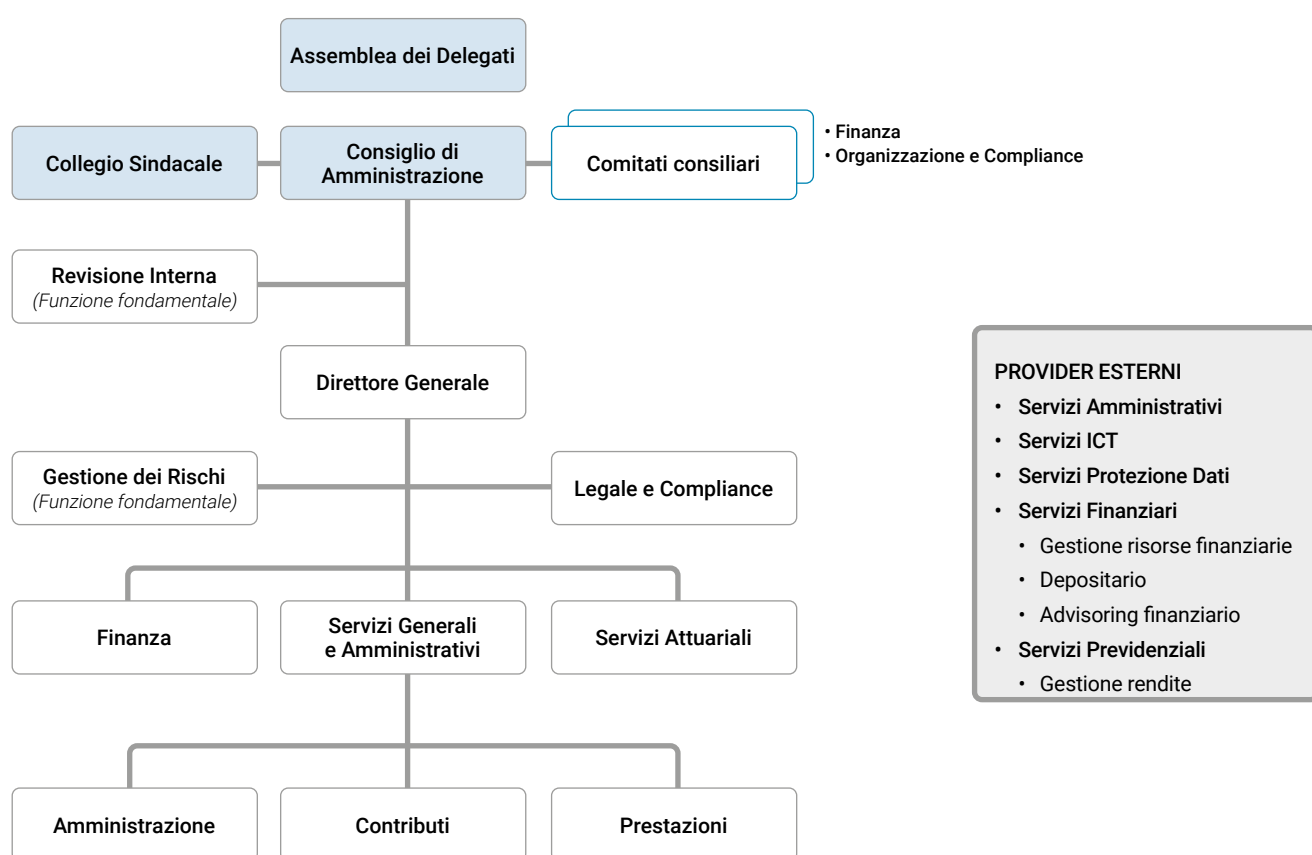 Assemblea dei Delegati
Collegio Sindacale
Consiglio di
Amministrazione
Comitati consiliari
• Finanza
• Organizzazione e Compliance
Revisione Interna
(Funzione fondamentale)
Direttore Generale
Gestione dei Rischi
(Funzione fondamentale)
Legale e Compliance
Finanza
Servizi Generali
e Amministrativi
Servizi Attuariali
Amministrazione
Contributi
Prestazioni
PROVIDER ESTERNI
• Servizi Amministrativi
• Servizi ICT
• Servizi Protezione Dati
• Servizi Finanziari
• Gestione risorse finanziarie
• Depositario
• Advisoring finanziario
• Servizi Previdenziali
• Gestione rendite